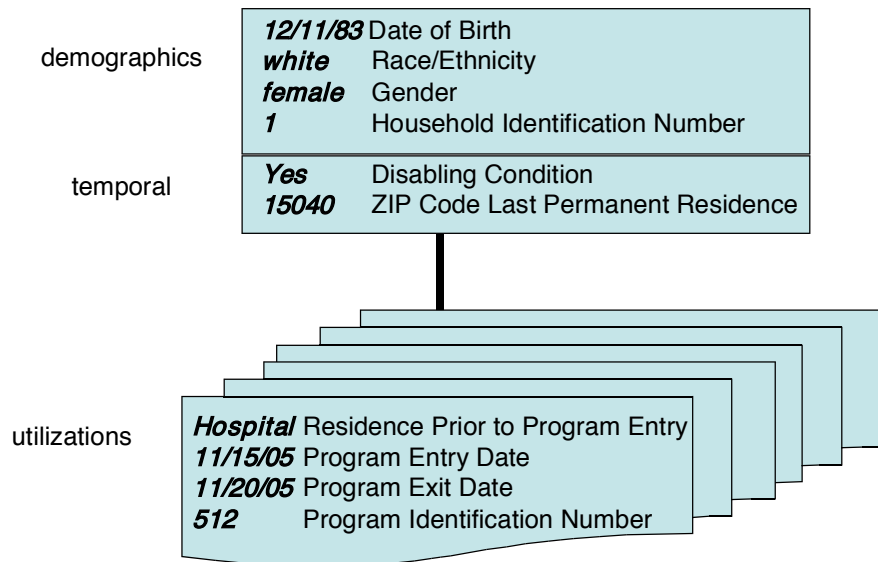 demographics
12/11/83 Date of Birth
white Race/Ethnicity
female Gender
1 Household Identification Number
temporal
Yes Disabling Condition
15040 ZIP Code Last Permanent Residence
utilizations
Hospital Residence Prior to Program Entry
11/15/05 Program Entry Date
11/20/05 Program Exit Date
512 Program Identification Number